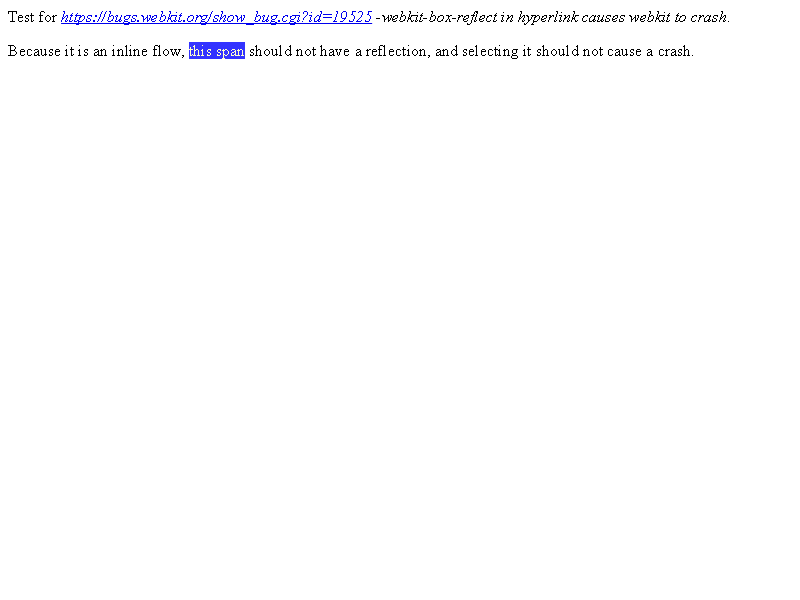 Test for https://bugs.webkit.org/show_bug.cgi?id=19525 -webkit-box-reflect in hyperlink causes webkit to crash.
Because it is an inline flow, this span should not have a reflection, and selecting it should not cause a crash.